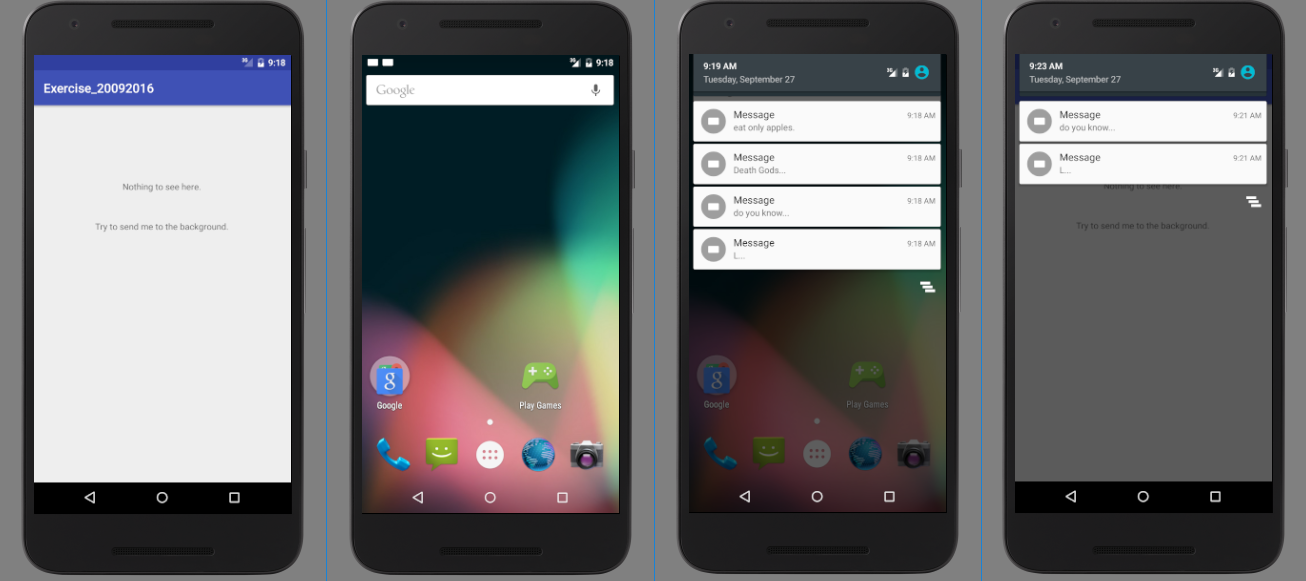 9:18
Exercise_20092016
Nothing to see here.
Try to send me to the background.
9:18
Google
g
Google
Play Games
9:19 AM
Tuesday, September 27
Message
9:18 AM
eat only apples.
Message
9:18 AM
Death Gods...
Message
9:18 AM
do you know...
Message
9:18 AM
L...
g
Google
Play Games
9:23 AM
Tuesday, September 27
Message
9:21 AM
do you know...
Message
9:21 AM
L...
Nothing to see here.
Try to send me to the background.